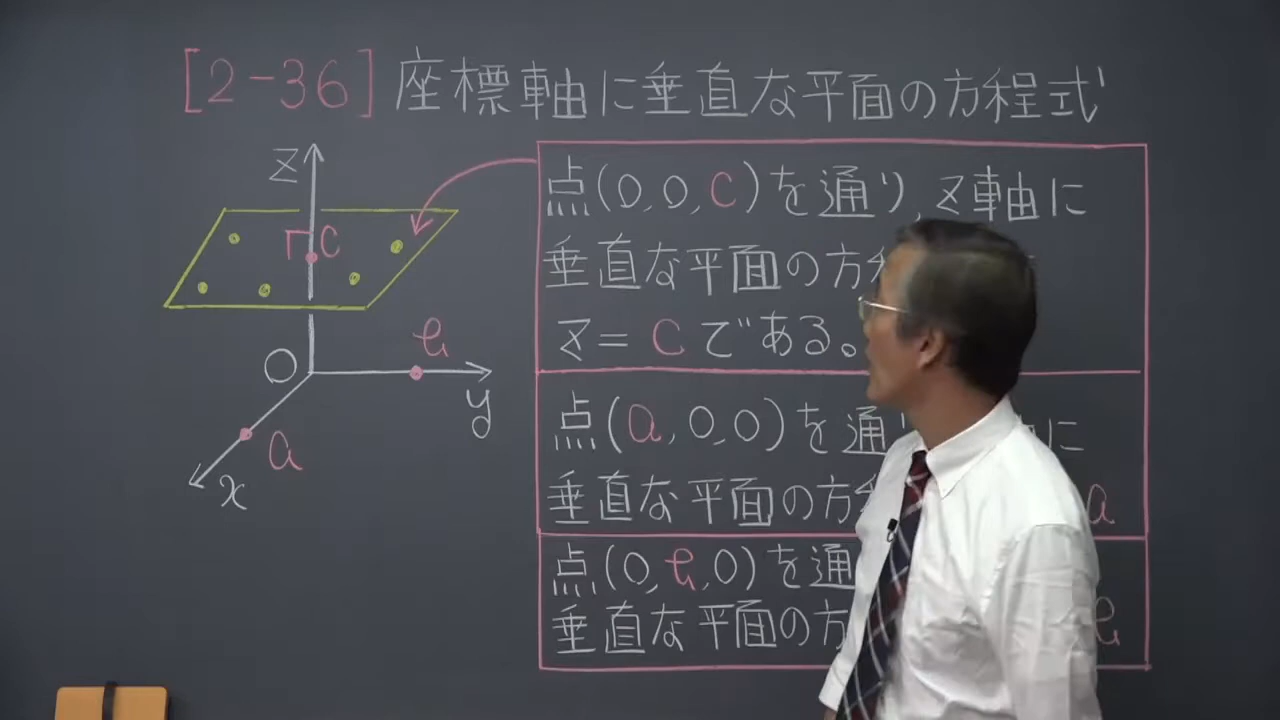 [2-36] 座標軸に垂直な平面の方程式
z
C
O
b
y
a
x
点(0,0,C)を通り,z軸に
垂直な平面の方
z=Cである。
点(a,0,0)を通 に
垂直な平面の方 a
点(0,b,0)を通
垂直な平面の方 b